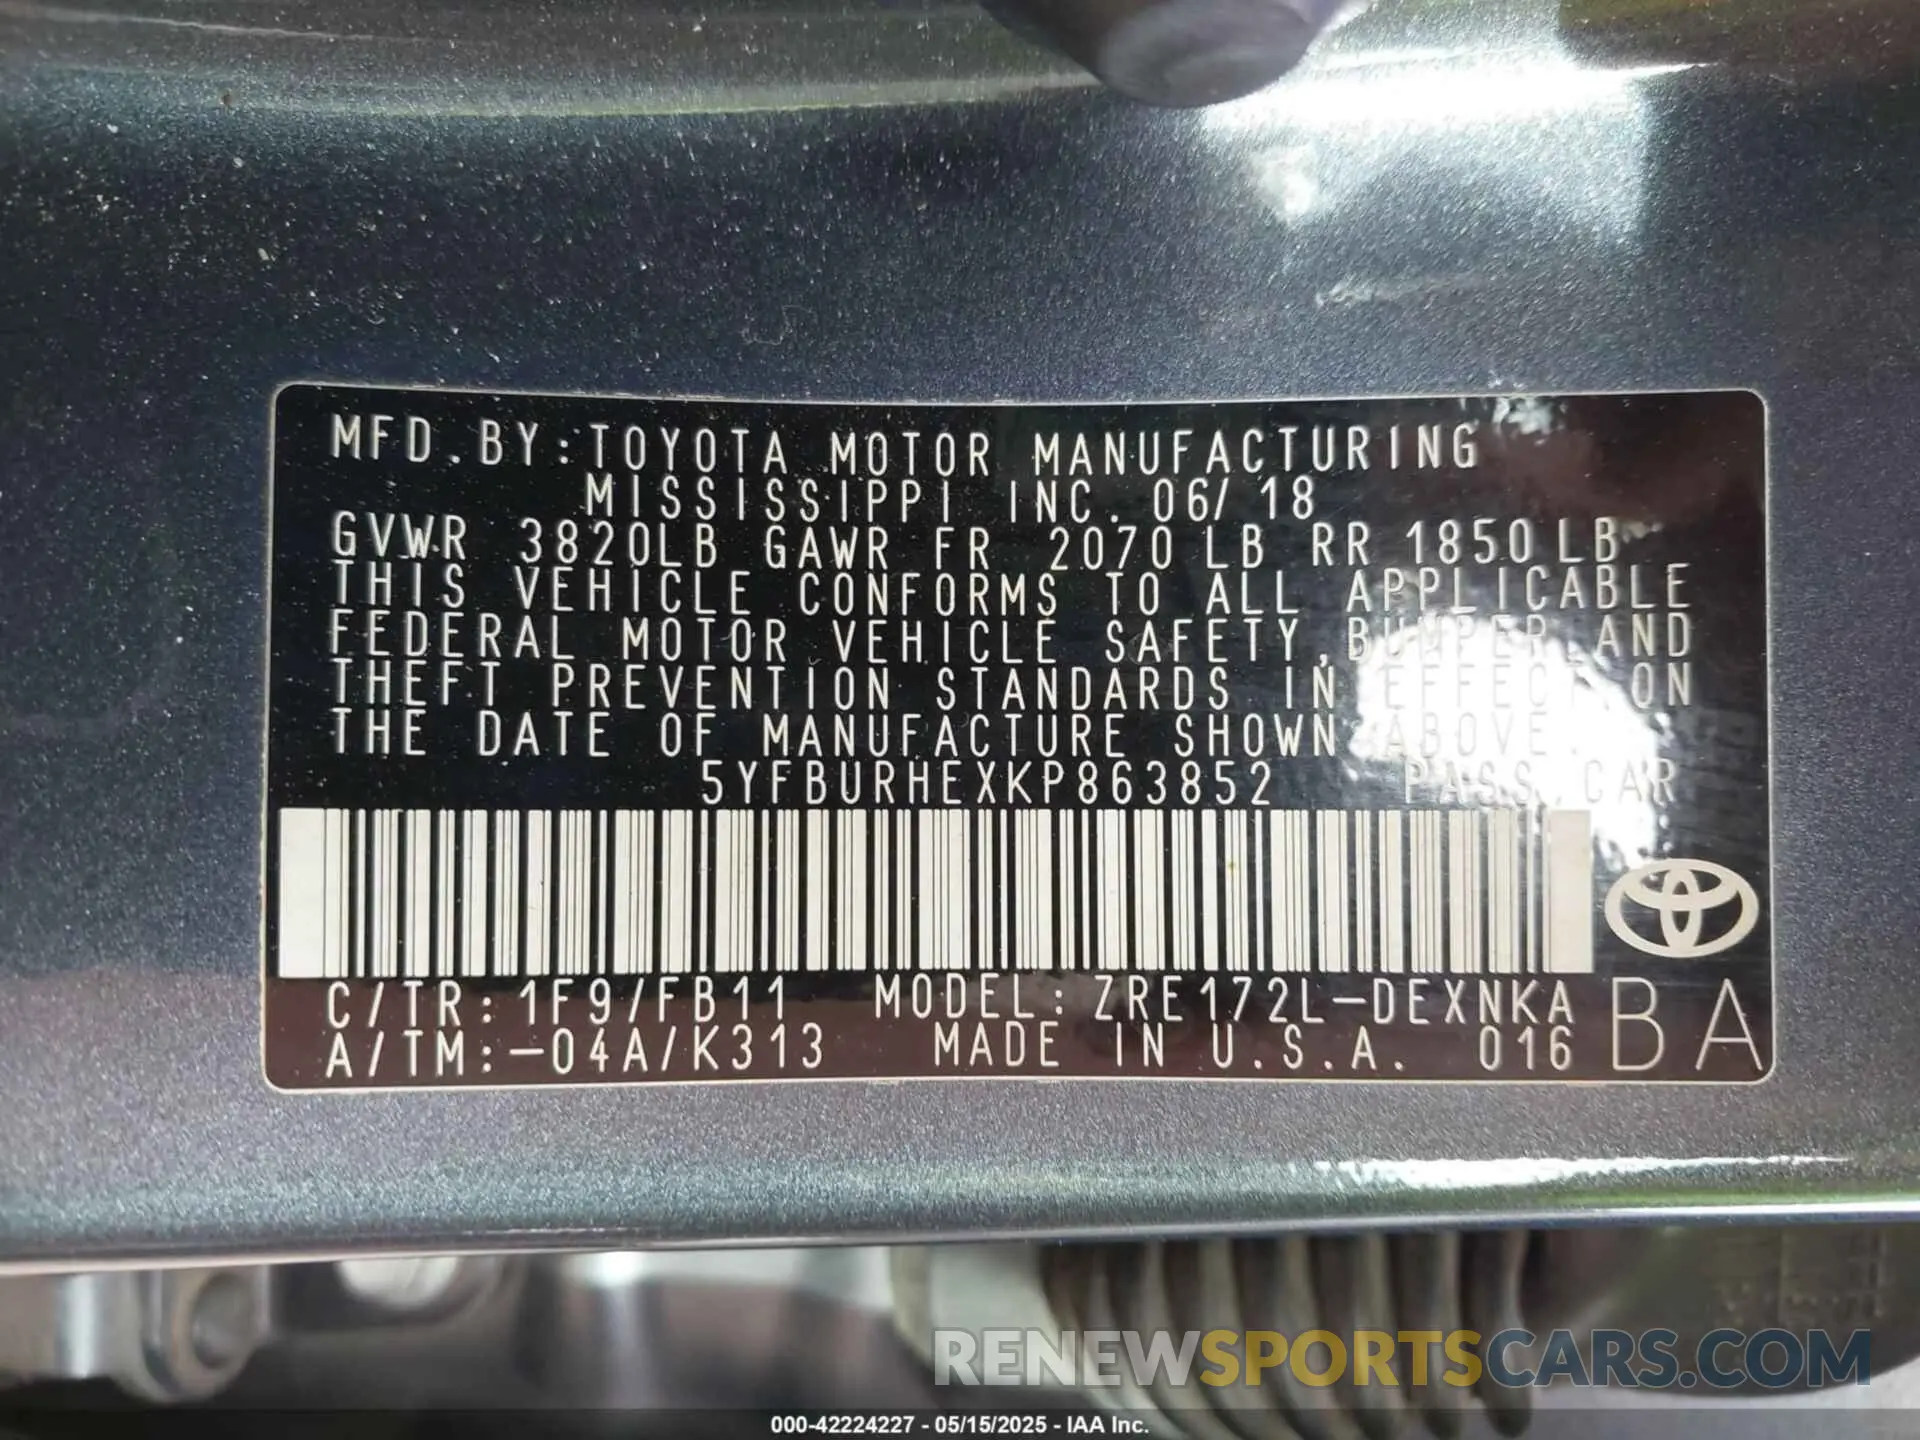 MFD.BY:TOYOTA MOTOR MANUFACTURING
MISSISSIPPI INC. 06/18
GVWR 3820LB GAWR FR 2070LB RR 1850LB
THIS VEHICLE CONFORMS TO ALL APPLICABLE
FEDERAL MOTOR VEHICLE SAFETY,BUMPER,AND
THEFT PREVENTION STANDARDS IN EFFECT ON
THE DATE OF MANUFACTURE SHOWN ABOVE.
5YFBURHEXKP863852 PASS.CAR
C/TR:1F9/FB11 MODEL:ZRE172L-DEXNKA
A/TM:-04A/K313 MADE IN U.S.A. 016 BA
RENEWSPORTSCARS.COM
000-42224227 - 05/15/2025 - IAA Inc.